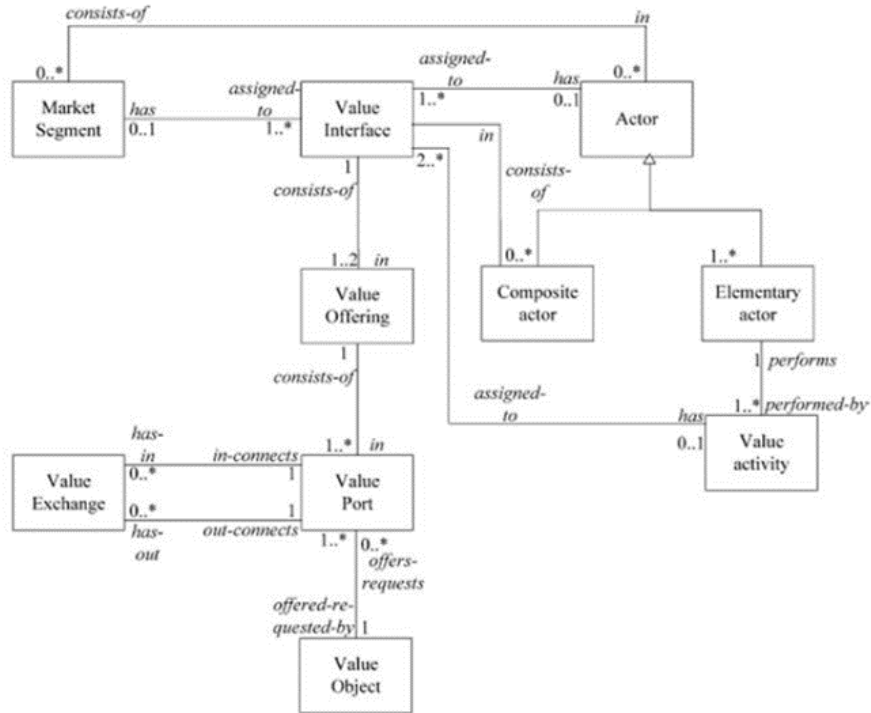 consists-of
in
0..*
0..*
Market
Segment
has
0..1
assigned-
to
1..*
Value
Interface
assigned-
to
1..*
has
0..1
Actor
in
2..*
1
consists-of
consists-
of
1..2
in
0..*
1..*
Value
Offering
Composite
actor
Elementary
actor
1
consists-of
1
performs
assigned-
to
has
0..1
1..*
performed-by
Value
activity
1..*
in
has-
in
0..*
in-connects
1
Value
Exchange
Value
Port
0..*
has-
out
1
out-connects
1..*
0..*
offers-
requests
offered-re-
quested-by
1
Value
Object